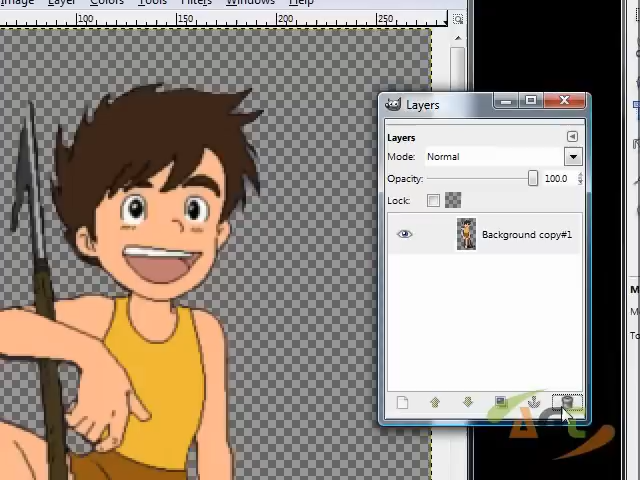 Image Layer Colors Tools Filters Windows Help
100 150 200 250
Layers
Layers
Mode: Normal
Opacity: 100.0
Lock:
Background copy#1
Act